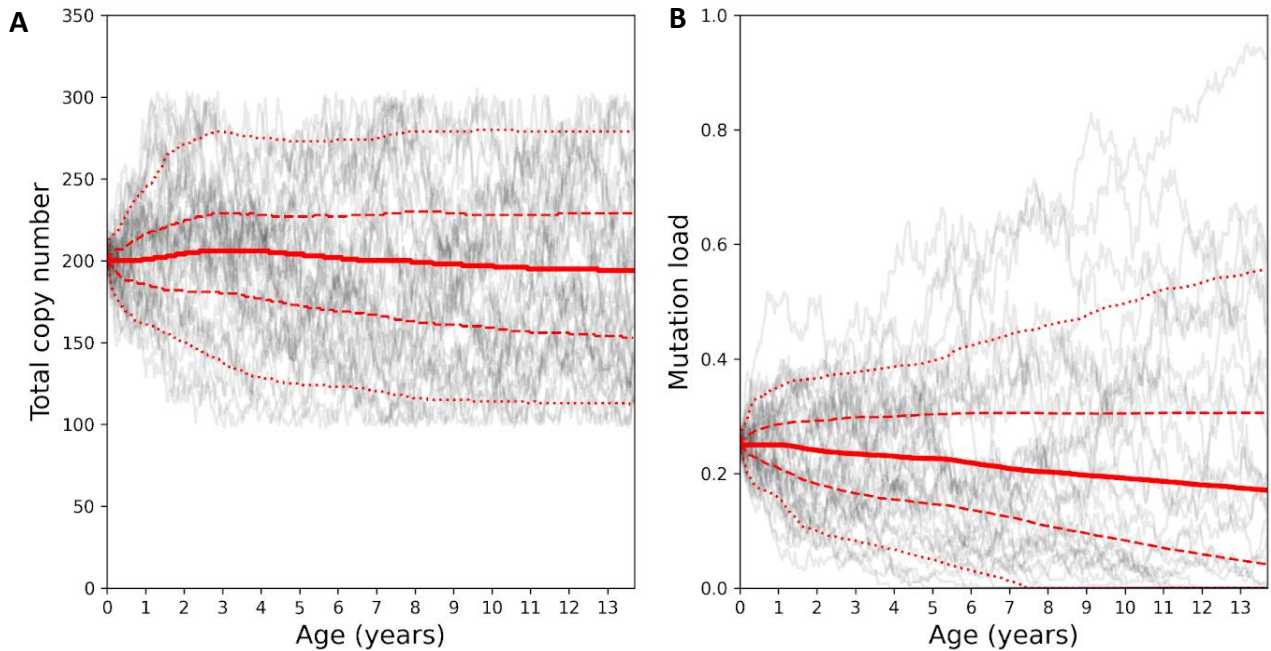 A
Total copy number
350
300
250
200
150
100
50
0
0 1 2 3 4 5 6 7 8 9 10 11 12 13
Age (years)
B
Mutation load
1.0
0.8
0.6
0.4
0.2
0.0
0 1 2 3 4 5 6 7 8 9 10 11 12 13
Age (years)